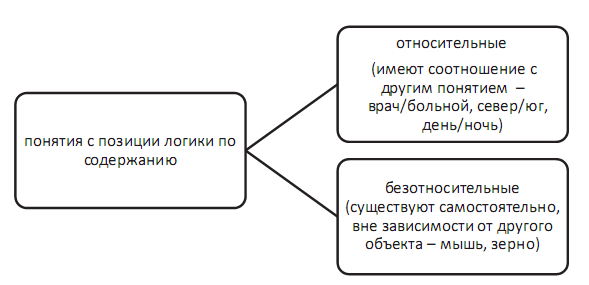 понятия с позиции логики по
содержанию
относительные
(имеют соотношение с
другим понятием –
врач/больной, север/юг,
день/ночь)
безотносительные
(существуют самостоятельно,
вне зависимости от другого
объекта – мышь, зерно)